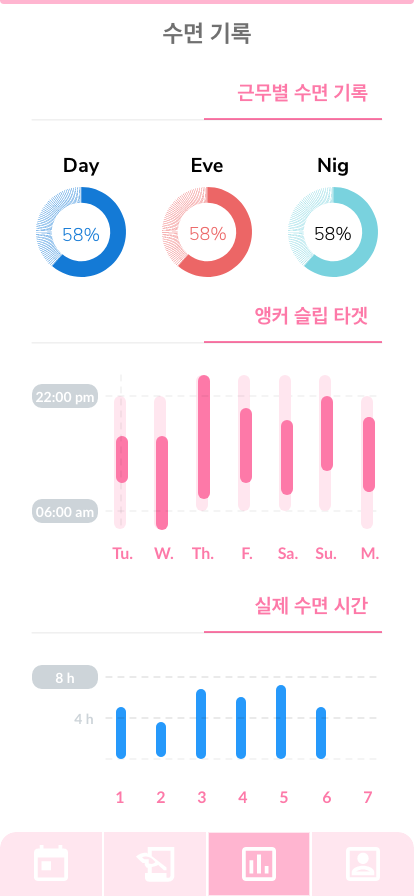 수면 기록
근무별 수면 기록
Day Eve Nig
58% 58% 58%
앵커 슬립 타겟
22:00 pm
06:00 am
Tu. W. Th. F. Sa. Su. M.
실제 수면 시간
8 h
4 h
1 2 3 4 5 6 7